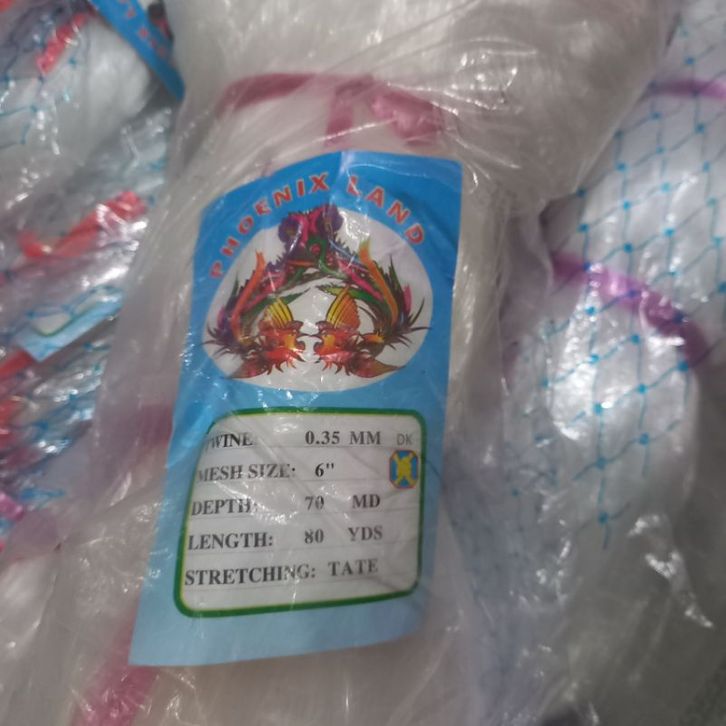 PHOENIX LAND
TWINE: 0.35 MM DK
MESH SIZE: 6"
DEPTH: 70 MD
LENGTH: 80 YDS
STRETCHING: TATE